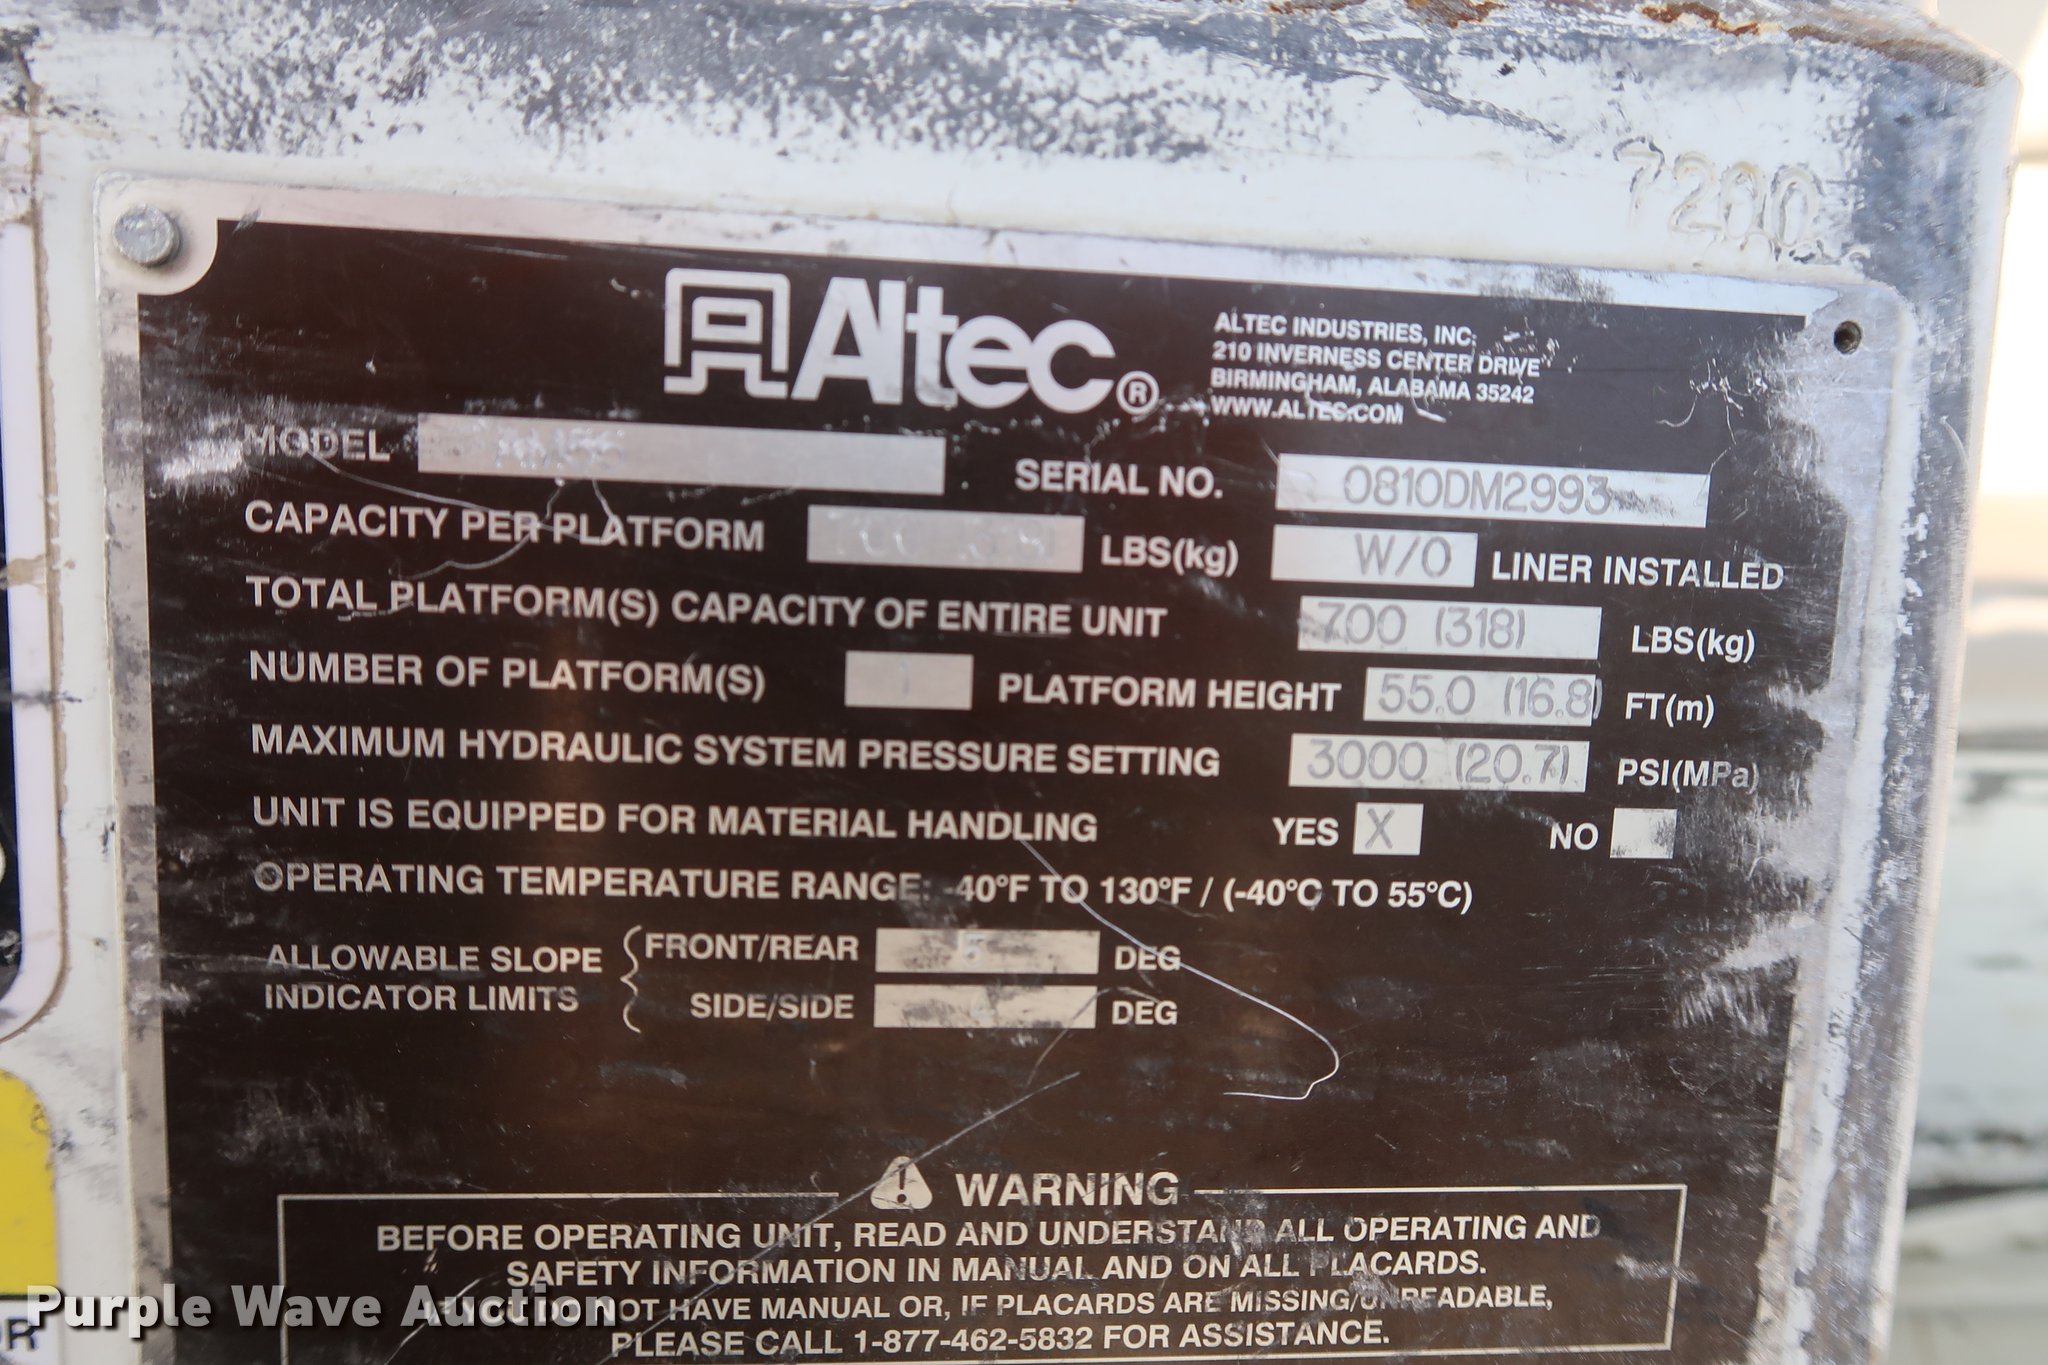 7200
Altec®
ALTEC INDUSTRIES, INC.
210 INVERNESS CENTER DRIVE
BIRMINGHAM, ALABAMA 35242
WWW.ALTEC.COM
MODEL AM55
SERIAL NO. 0810DM2993
CAPACITY PER PLATFORM LBS(kg) W/O LINER INSTALLED
TOTAL PLATFORM(S) CAPACITY OF ENTIRE UNIT 700 (318) LBS(kg)
NUMBER OF PLATFORM(S) 1 PLATFORM HEIGHT 55.0 (16.8) FT(m)
MAXIMUM HYDRAULIC SYSTEM PRESSURE SETTING 3000 (20.7) PSI(MPa)
UNIT IS EQUIPPED FOR MATERIAL HANDLING YES X NO
OPERATING TEMPERATURE RANGE: -40°F TO 130°F / (-40°C TO 55°C)
ALLOWABLE SLOPE INDICATOR LIMITS
FRONT/REAR 5 DEG
SIDE/SIDE DEG
WARNING
BEFORE OPERATING UNIT, READ AND UNDERSTAND ALL OPERATING AND
SAFETY INFORMATION IN MANUAL AND ON ALL PLACARDS.
DO NOT HAVE MANUAL OR, IF PLACARDS ARE MISSING/UNREADABLE,
PLEASE CALL 1-877-462-5832 FOR ASSISTANCE.
Purple Wave Auction
OR